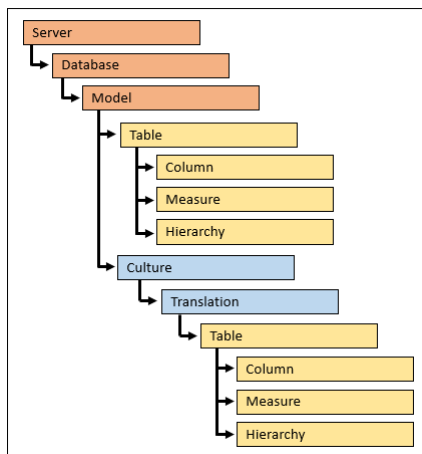 Server
Database
Model
Table
Column
Measure
Hierarchy
Culture
Translation
Table
Column
Measure
Hierarchy